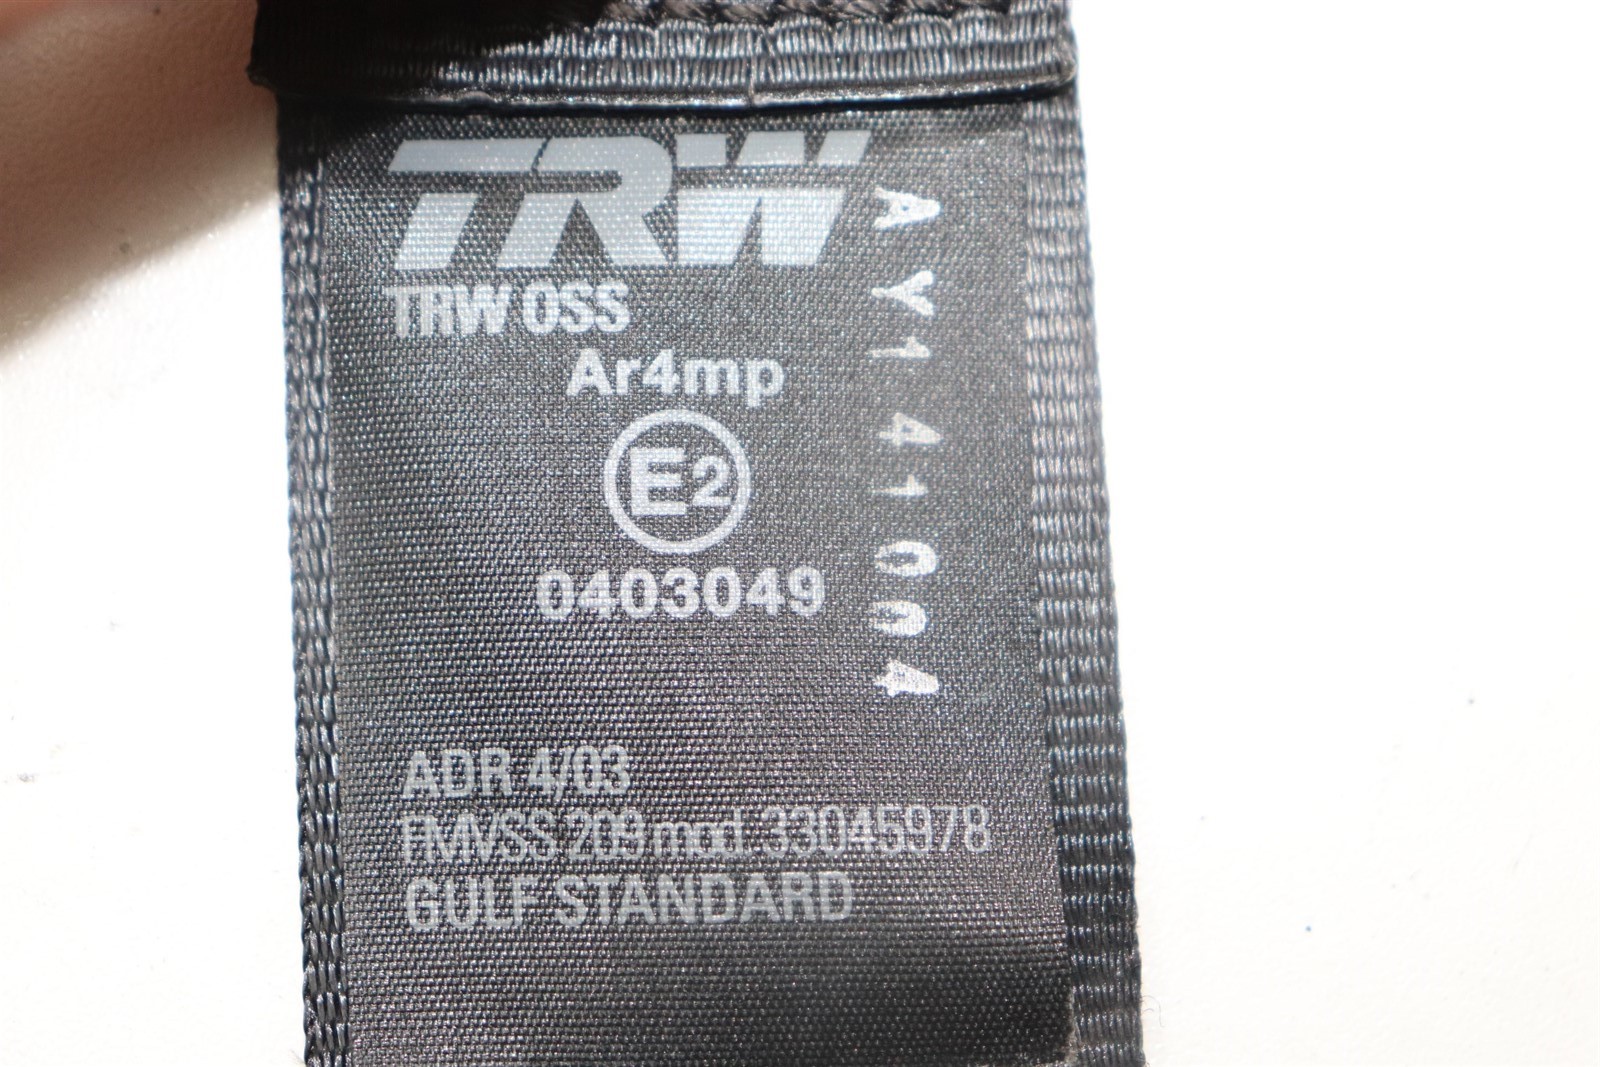 TRW
TRW OSS
Ar4mp
E2
0403049
ADR 4/03
FMVSS 209 mod. 33045978
GULF STANDARD
AY141004